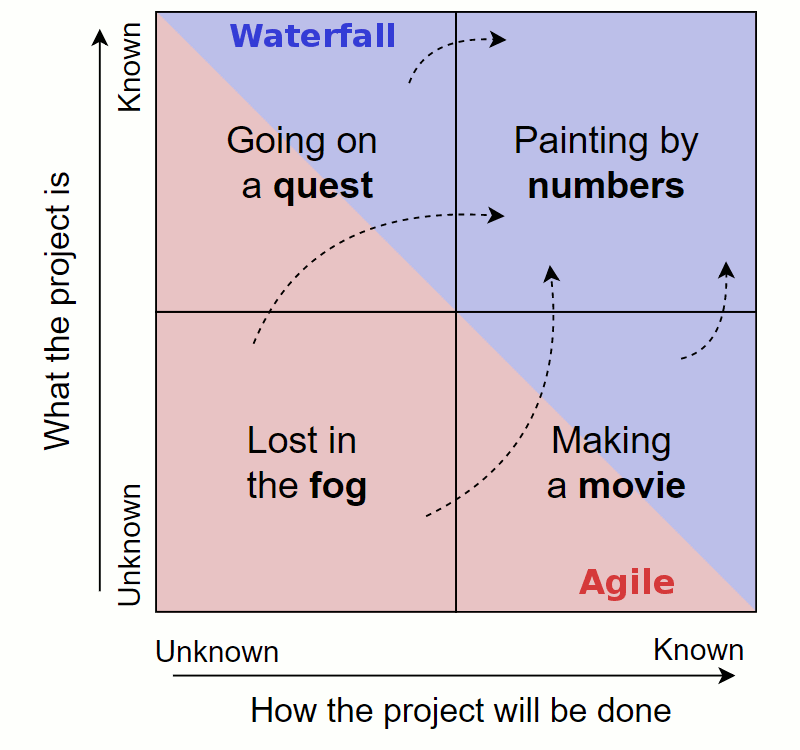 Known
What the project is
Unknown
Waterfall
Going on
a quest
Painting by
numbers
Lost in
the fog
Making
a movie
Agile
Unknown
Known
How the project will be done